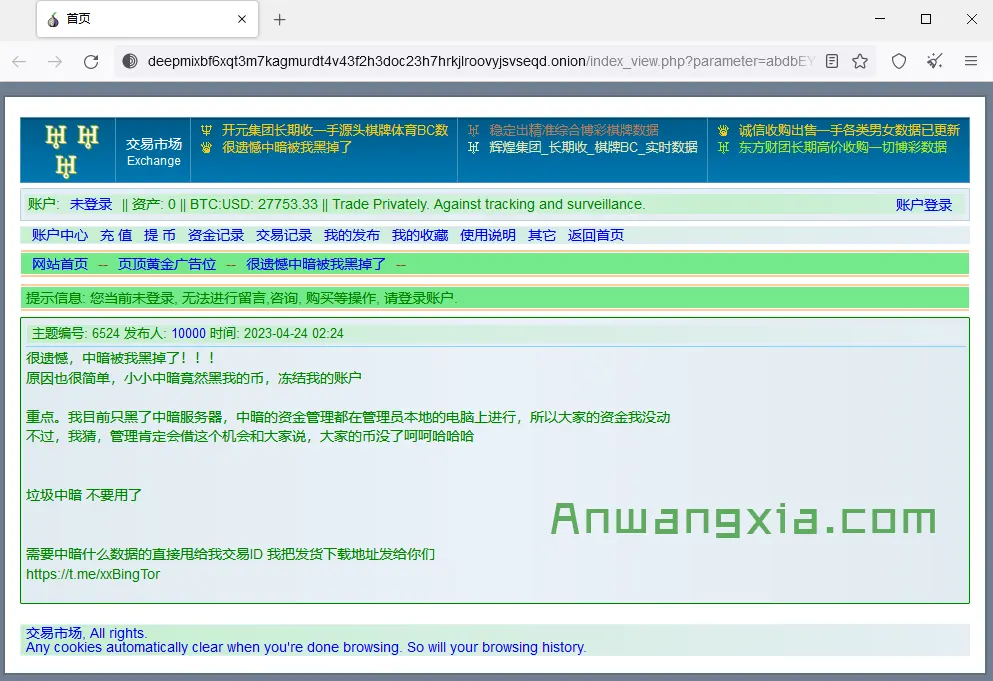 首页
deepmixbf6xqt3m7kagmurdt4v43f2h3doc23h7hrkjlroovyjsvseqd.onion/index_view.php?parameter=abdbEY
交易市场
Exchange
开元集团长期收一手源头棋牌体育BC数
很遗憾中暗被我黑掉了
稳定出精准综合博彩棋牌数据
辉煌集团_长期收_棋牌BC_实时数据
诚信收购出售一手各类男女数据已更新
东方财团长期高价收购一切博彩数据
账户: 未登录 || 资产: 0 || BTC:USD: 27753.33 || Trade Privately. Against tracking and surveillance. 账户登录
账户中心 充 值 提 币 资金记录 交易记录 我的发布 我的收藏 使用说明 其它 返回首页
网站首页 -- 页顶黄金广告位 -- 很遗憾中暗被我黑掉了 --
提示信息: 您当前未登录, 无法进行留言,咨询, 购买等操作, 请登录账户.
主题编号: 6524 发布人: 10000 时间: 2023-04-24 02:24
很遗憾，中暗被我黑掉了！！！
原因也很简单，小小中暗竟然黑我的币，冻结我的账户
重点。我目前只黑了中暗服务器，中暗的资金管理都在管理员本地的电脑上进行，所以大家的资金我没动
不过，我猜，管理肯定会借这个机会和大家说，大家的币没了呵呵哈哈哈
垃圾中暗 不要用了
Anwangxia.com
需要中暗什么数据的直接甩给我交易ID 我把发货下载地址发给你们
https://t.me/xxBingTor
交易市场, All rights.
Any cookies automatically clear when you're done browsing. So will your browsing history.